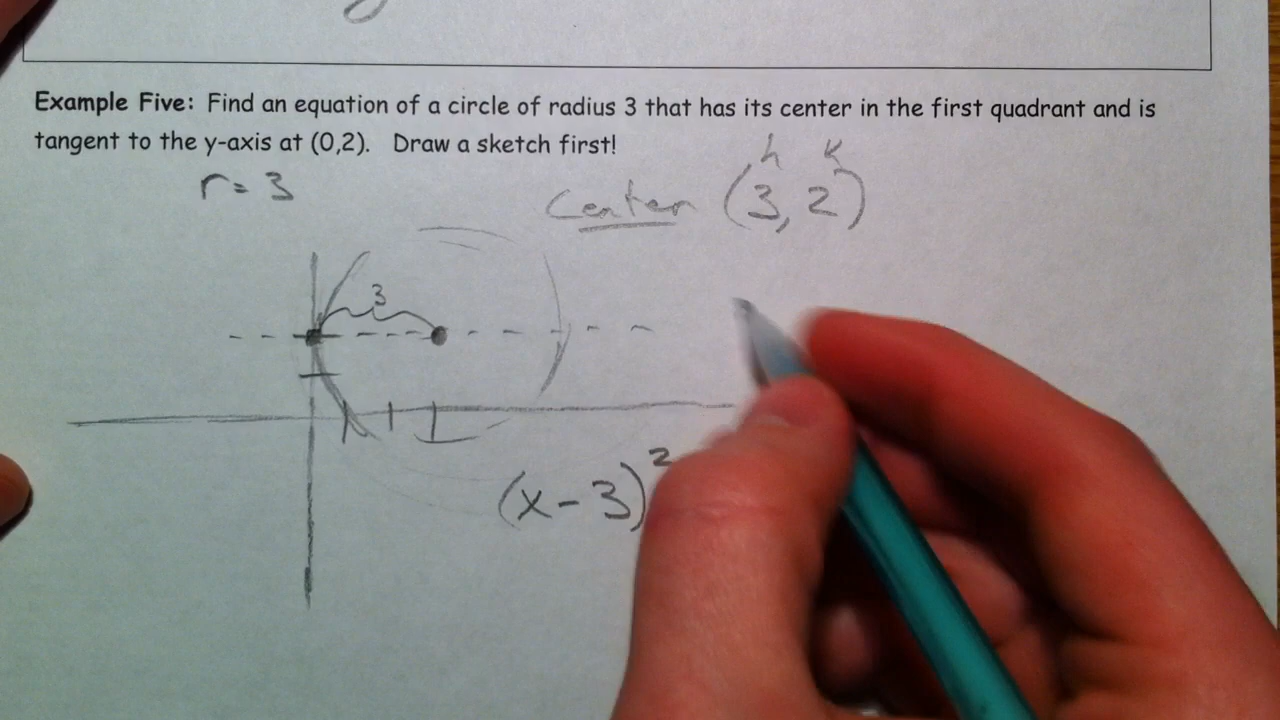 Example Five: Find an equation of a circle of radius 3 that has its center in the first quadrant and is
tangent to the y-axis at (0,2). Draw a sketch first!
h k
r = 3
Center (3, 2)
3
(x - 3)²